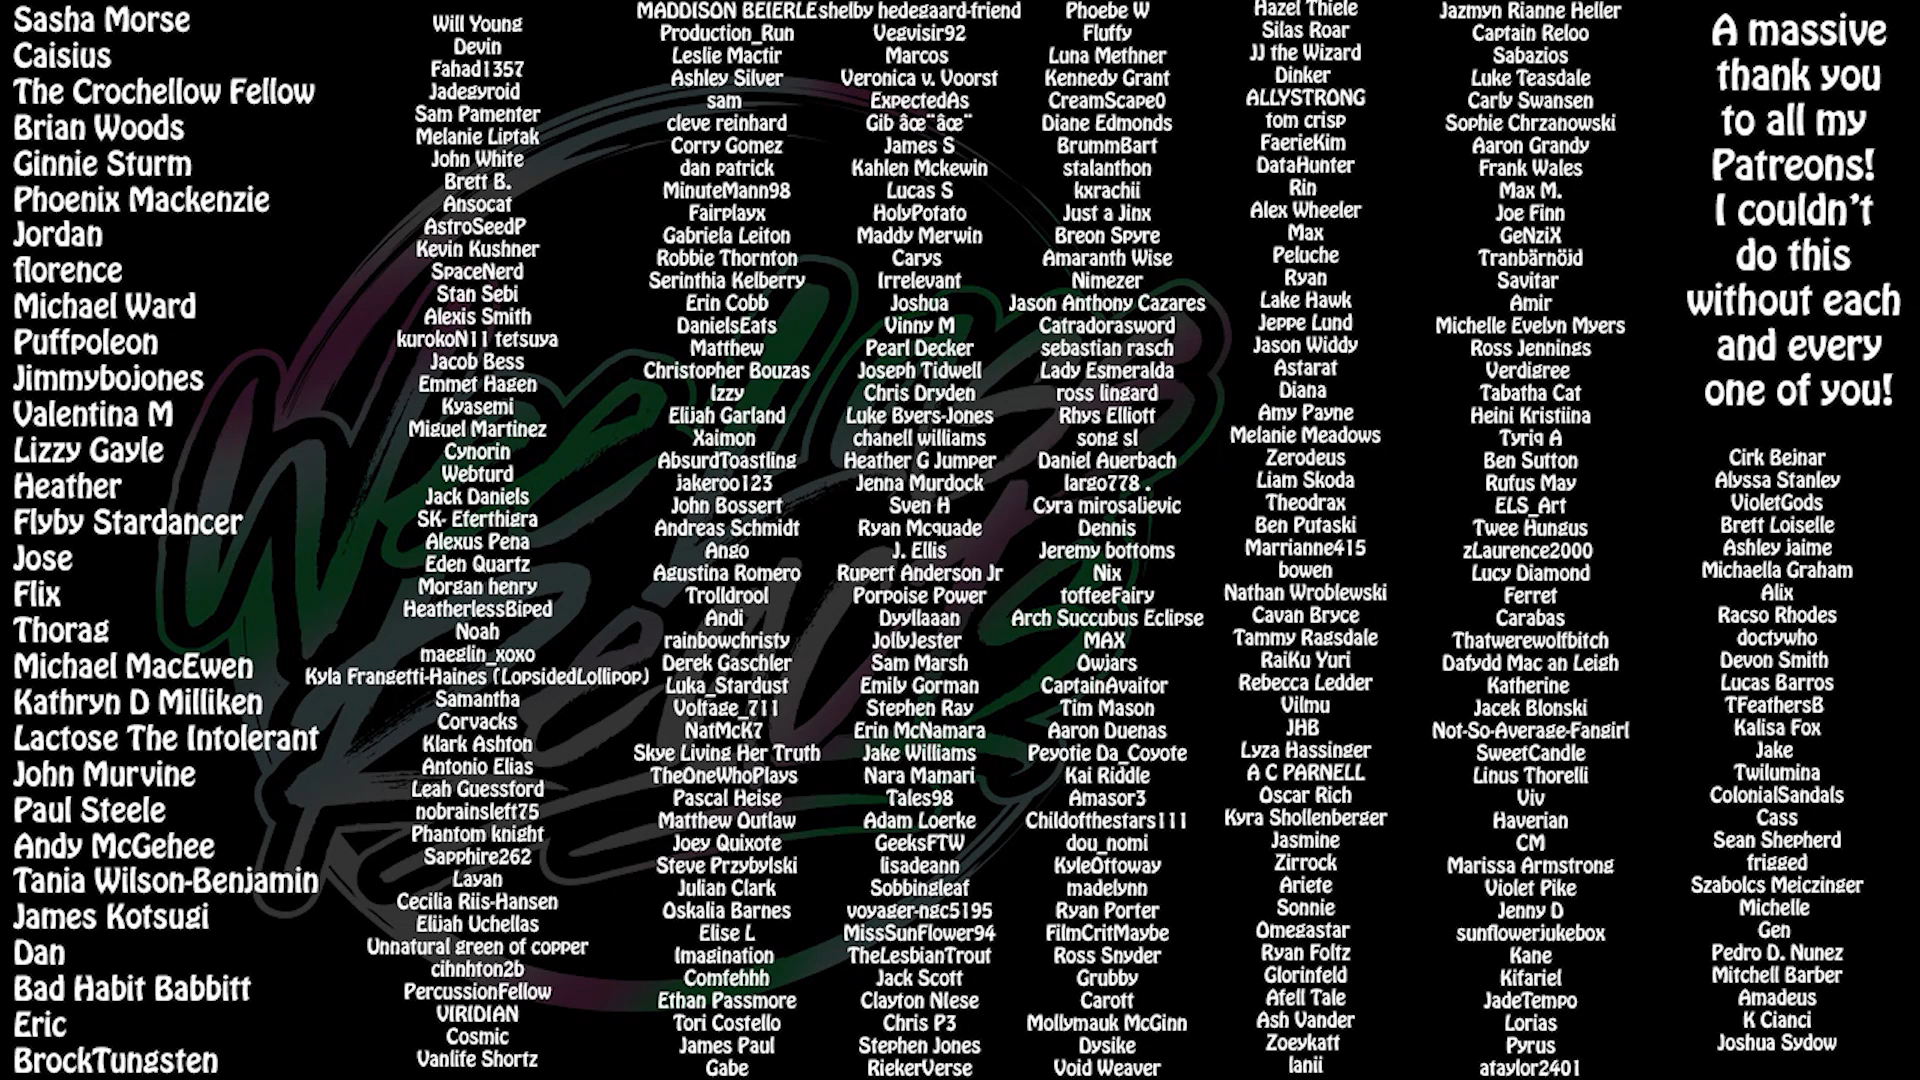 Sasha Morse
Caisius
The Crochellow Fellow
Brian Woods
Ginnie Sturm
Phoenix Mackenzie
Jordan
florence
Michael Ward
Puffpoleon
Jimmybojones
Valentina M
Lizzy Gayle
Heather
Flyby Stardancer
Jose
Flix
Thorag
Michael MacEwen
Kathryn D Milliken
Lactose The Intolerant
John Murvine
Paul Steele
Andy McGehee
Tania Wilson-Benjamin
James Kotsugi
Dan
Bad Habit Babbitt
Eric
BrockTungsten
Will Young
Devin
Fahad1357
Jadegyroid
Sam Pamenter
Melanie Liptak
John White
Brett B.
Ansocat
AstroSeedP
Kevin Kushner
SpaceNerd
Stan Sebi
Alexis Smith
kurokoN11 tetsuya
Jacob Bess
Emmet Hagen
Kyasemi
Miguel Martinez
Cynorin
Webturd
Jack Daniels
SK- Eferthigra
Alexus Pena
Eden Quartz
Morgan henry
HeatherlessBiped
Noah
maeglin_xoxo
Kyla Frangetti-Haines (LopsidedLollipop)
Samantha
Corvacks
Klark Ashton
Antonio Elias
Leah Guessford
nobrainsleft75
Phantom knight
Sapphire262
Layan
Cecilia Riis-Hansen
Elijah Uchellas
Unnatural green of copper
cihnhton2b
PercussionFellow
VIRIDIAN
Cosmic
Vanlife Shortz
MADDISON BEIERLE
Production_Run
Leslie Mactir
Ashley Silver
sam
cleve reinhard
Corry Gomez
dan patrick
MinuteMann98
Fairplayx
Gabriela Leiton
Robbie Thornton
Serinthia Kelberry
Erin Cobb
DanielsEats
Matthew
Christopher Bouzas
Izzy
Elijah Garland
Xaimon
AbsurdToastling
jakeroo123
John Bossert
Andreas Schmidt
Ango
Agustina Romero
Trolldrool
Andi
rainbowchristy
Derek Gaschler
Luka_Stardust
Voltage_711
NatMcK7
Skye Living Her Truth
TheOneWhoPlays
Pascal Heise
Matthew Outlaw
Joey Quixote
Steve Przybylski
Julian Clark
Oskalia Barnes
Elise L
Imagination
Comfehhh
Ethan Passmore
Tori Costello
James Paul
Gabe
shelby hedegaard-friend
Vegvisir92
Marcos
Veronica v. Voorst
ExpectedAs
Gib âœ¨âœ¨
James S
Kahlen Mckewin
Lucas S
HolyPotato
Maddy Merwin
Carys
Irrelevant
Joshua
Vinny M
Pearl Decker
Joseph Tidwell
Chris Dryden
Luke Byers-Jones
chanell williams
Heather G Jumper
Jenna Murdock
Sven H
Ryan Mcquade
J. Ellis
Rupert Anderson Jr
Porpoise Power
Dyyllaaan
JollyJester
Sam Marsh
Emily Gorman
Stephen Ray
Erin McNamara
Jake Williams
Nara Mamari
Tales98
Adam Loerke
GeeksFTW
lisadeann
Sobbingleaf
voyager-ngc5195
MissSunFlower94
TheLesbianTrout
Jack Scott
Clayton Nlese
Chris P3
Stephen Jones
RiekerVerse
Phoebe W
Fluffy
Luna Methner
Kennedy Grant
CreamScape0
Diane Edmonds
BrummBart
stalanthon
kxrachii
Just a Jinx
Breon Spyre
Amaranth Wise
Nimezer
Jason Anthony Cazares
Catradorasword
sebastian rasch
Lady Esmeralda
ross lingard
Rhys Elliott
song sl
Daniel Auerbach
largo778 .
Cyra mirosalievic
Dennis
Jeremy bottoms
Nix
toffeeFairy
Arch Succubus Eclipse
MAX
Owjars
CaptainAvaitor
Tim Mason
Aaron Duenas
Peyotie Da_Coyote
Kai Riddle
Amasor3
Childofthestars111
dou_nomi
KyleOttoway
madelynn
Ryan Porter
FilmCritMaybe
Ross Snyder
Grubby
Carott
Mollymauk McGinn
Dysike
Void Weaver
Hazel Thiele
Silas Roar
JJ the Wizard
Dinker
ALLYSTRONG
tom crisp
FaerieKim
DataHunter
Rin
Alex Wheeler
Max
Peluche
Ryan
Lake Hawk
Jeppe Lund
Jason Widdy
Astarat
Diana
Amy Payne
Melanie Meadows
Zerodeus
Liam Skoda
Theodrax
Ben Putaski
Marrianne415
bowen
Nathan Wroblewski
Cavan Bryce
Tammy Ragsdale
RaiKu Yuri
Rebecca Ledder
Vilmu
JHB
Lyza Hassinger
A C PARNELL
Oscar Rich
Kyra Shollenberger
Jasmine
Zirrock
Ariete
Sonnie
Omegastar
Ryan Foltz
Glorinfeld
Afell Tale
Ash Vander
Zoeykatt
lanii
Jazmyn Rianne Heller
Captain Reloo
Sabazios
Luke Teasdale
Carly Swansen
Sophie Chrzanowski
Aaron Grandy
Frank Wales
Max M.
Joe Finn
GeNziX
Tranbärnöjd
Savitar
Amir
Michelle Evelyn Myers
Ross Jennings
Verdigree
Tabatha Cat
Heini Kristiina
Tyriq A
Ben Sutton
Rufus May
ELS_Art
Twee Hungus
zLaurence2000
Lucy Diamond
Ferret
Carabas
Thatwerewolfbitch
Dafydd Mac an Leigh
Katherine
Jacek Blonski
Not-So-Average-Fangirl
SweetCandle
Linus Thorelli
Viv
Haverian
CM
Marissa Armstrong
Violet Pike
Jenny D
sunflowerjukebox
Kane
Kifariel
JadeTempo
Lorias
Pyrus
ataylor2401
A massive
thank you
to all my
Patreons!
I couldn't
do this
without each
and every
one of you!
Cirk Bejnar
Alyssa Stanley
VioletGods
Brett Loiselle
Ashley jaime
Michaella Graham
Alix
Racso Rhodes
doctywho
Devon Smith
Lucas Barros
TFeathersB
Kalisa Fox
Jake
Twilumina
ColonialSandals
Cass
Sean Shepherd
frigged
Szabolcs Meiczinger
Michelle
Gen
Pedro D. Nunez
Mitchell Barber
Amadeus
K Cianci
Joshua Sydow